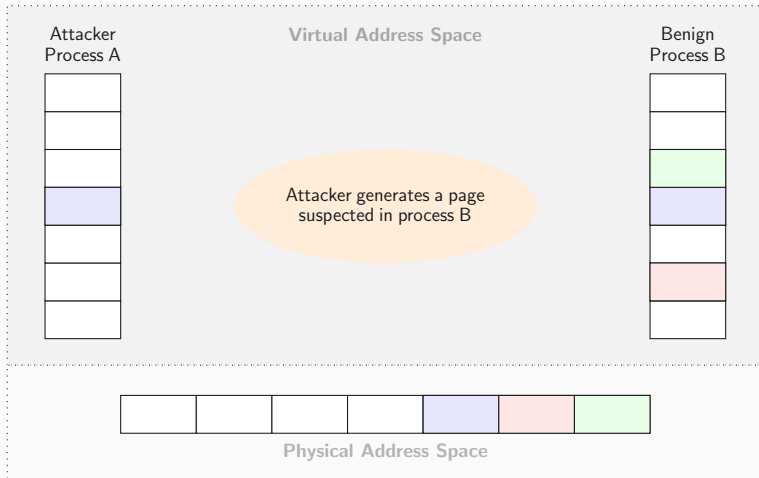 Attacker
Process A
Virtual Address Space
Benign
Process B
Attacker generates a page
suspected in process B
Physical Address Space